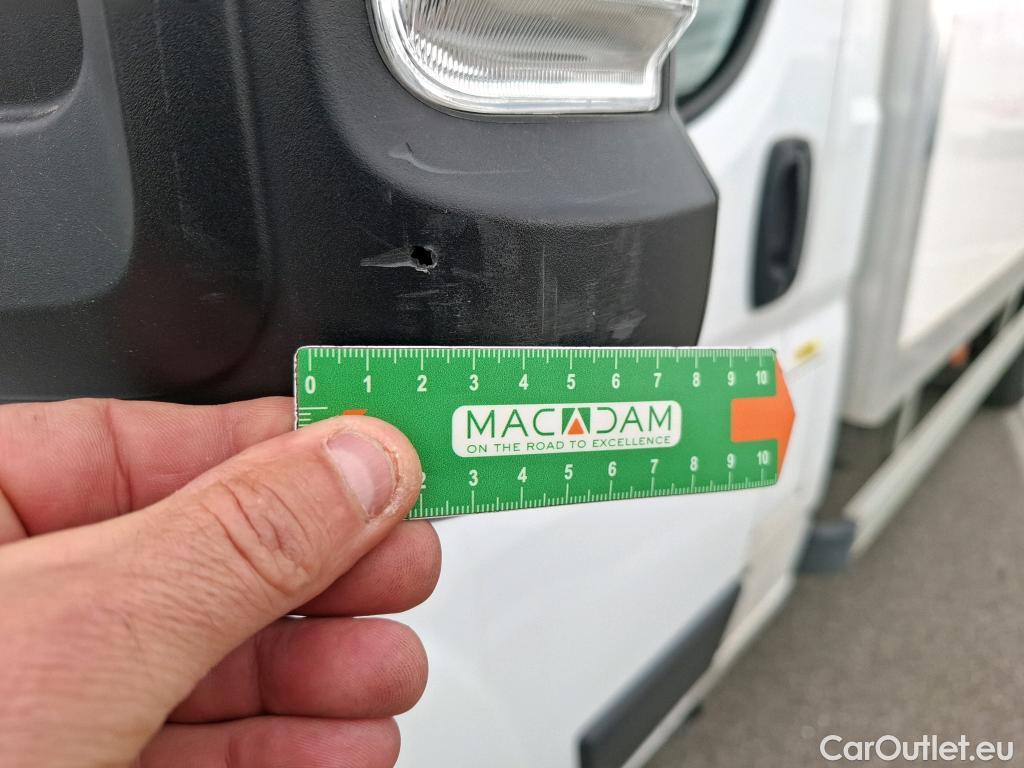 0 1 2 3 4 5 6 7 8 9 10
MACADAM
ON THE ROAD TO EXCELLENCE
2 3 4 5 6 7 8 9 10
CarOutlet.eu